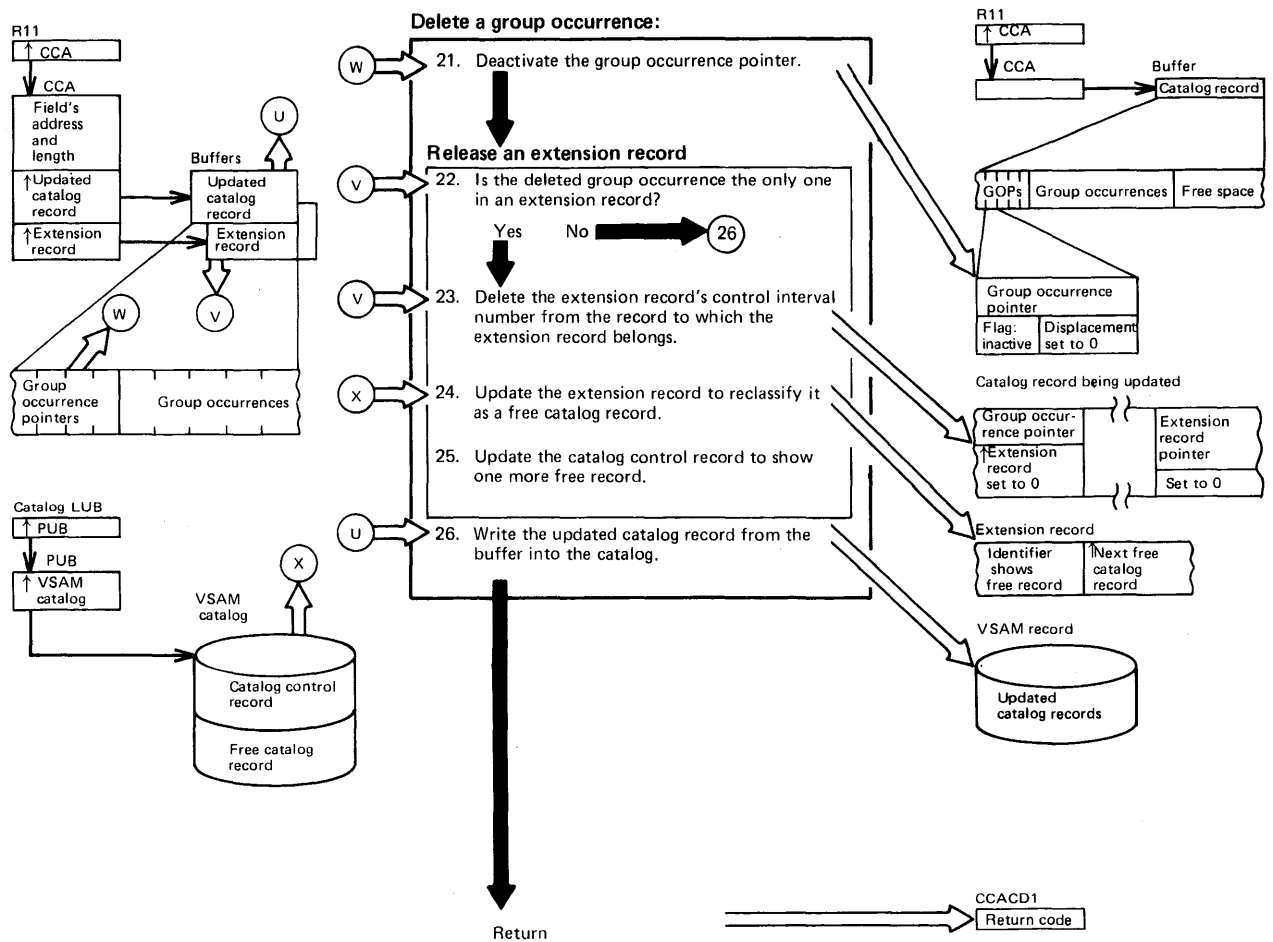 Delete a group occurrence:
R11
↑ CCA
CCA
Field's
address
and
length
↑Updated
catalog
record
↑Extension
record
Buffers
Updated
catalog
record
Extension
record
U
V
W
Group
occurrence
pointers
Group occurrences
Catalog LUB
↑ PUB
PUB
↑ VSAM
catalog
VSAM
catalog
X
Catalog control
record
Free catalog
record
W
21. Deactivate the group occurrence pointer.
Release an extension record
V
22. Is the deleted group occurrence the only one
in an extension record?
Yes No 26
V
23. Delete the extension record's control interval
number from the record to which the
extension record belongs.
X
24. Update the extension record to reclassify it
as a free catalog record.
25. Update the catalog control record to show
one more free record.
U
26. Write the updated catalog record from the
buffer into the catalog.
Return
R11
↑ CCA
CCA
Buffer
Catalog record
GOPs Group occurrences Free space
Group occurrence
pointer
Flag:
inactive
Displacement
set to 0
Catalog record being updated
Group occur-
rence pointer
↑Extension
record
set to 0
Extension
record
pointer
Set to 0
Extension record
Identifier
shows
free record
↑Next free
catalog
record
VSAM record
Updated
catalog records
CCACD1
Return code